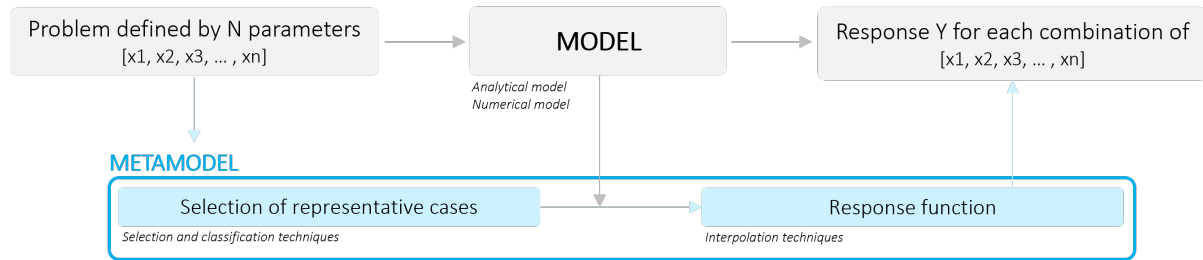 Problem defined by N parameters
[x1, x2, x3, ... , xn]
MODEL
Analytical model
Numerical model
Response Y for each combination of
[x1, x2, x3, ... , xn]
METAMODEL
Selection of representative cases
Selection and classification techniques
Response function
Interpolation techniques